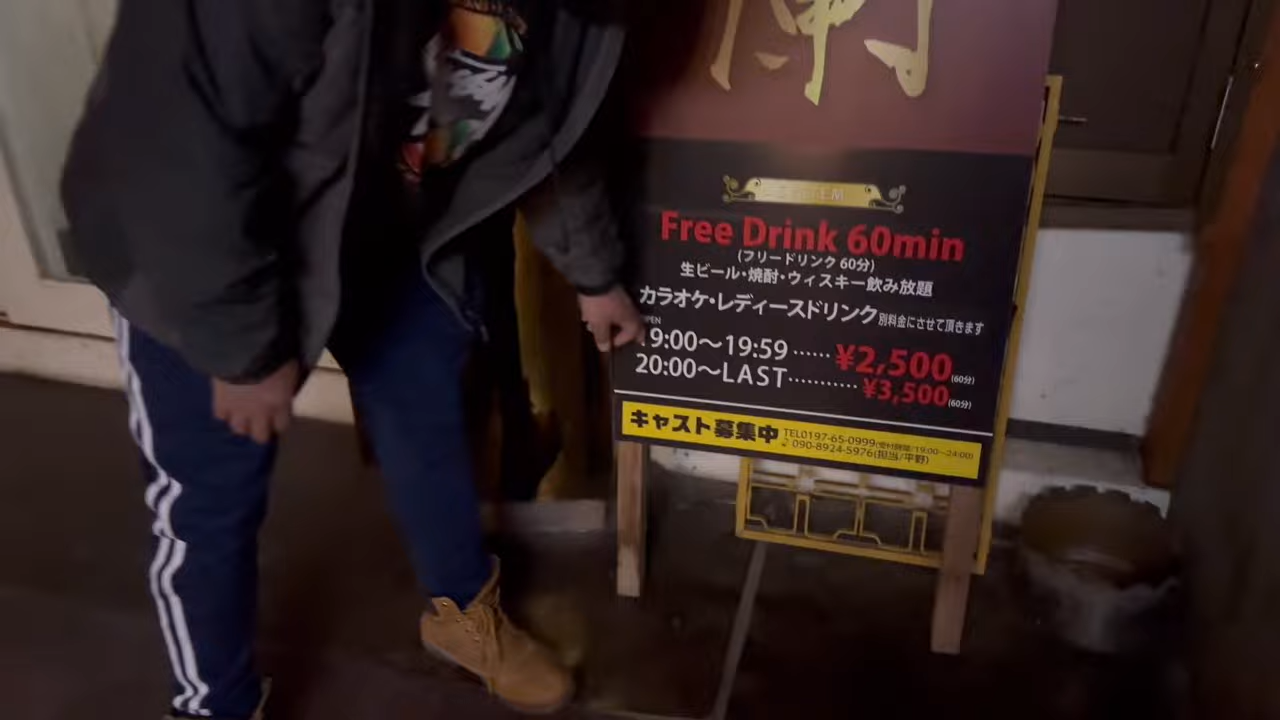 蘭
Free Drink 60min
(フリードリンク 60分)
生ビール・焼酎・ウィスキー飲み放題
カラオケ・レディースドリンク別料金にさせて頂きます
OPEN
19:00〜19:59 ...... ¥2,500 (60分)
20:00〜LAST ........... ¥3,500 (60分)
キャスト募集中
TEL0197-65-0999(受付時間/19:00〜24:00)
090-8924-5976(担当/平野)